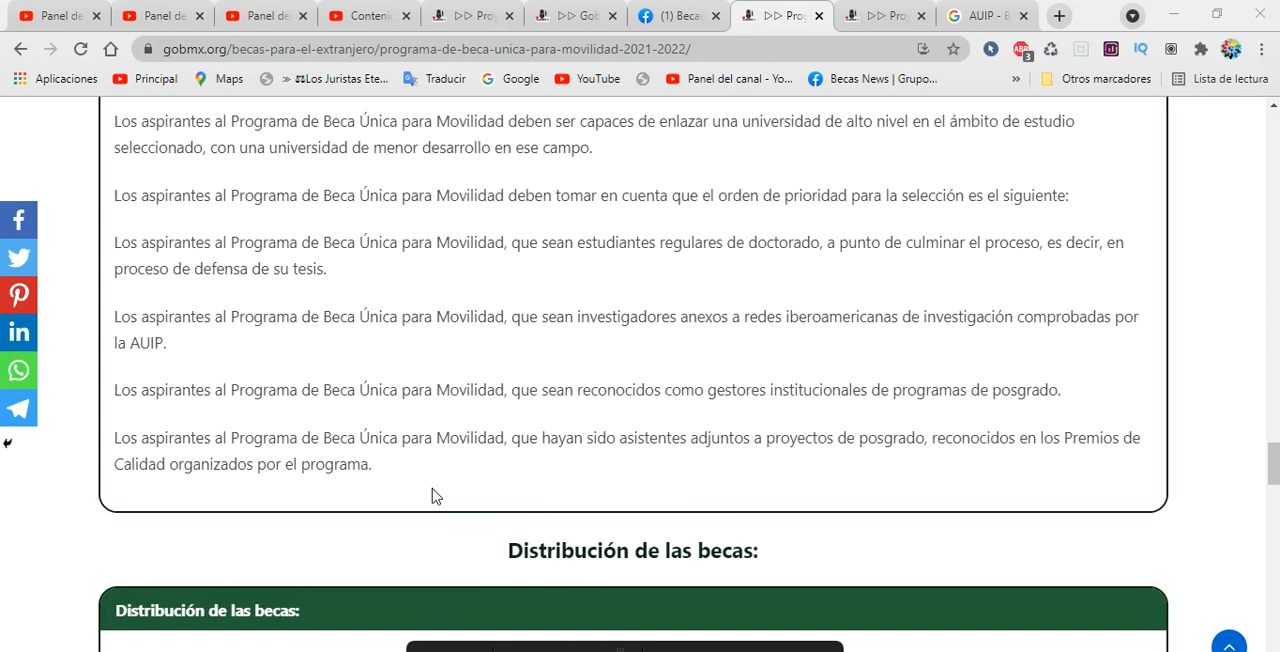 Panel de
Panel de
Panel de
Conteni
▷▷ Pro
▷▷ Gob
(1) Becas
▷▷ Prog
▷▷ Pro
AUIP - B
gobmx.org/becas-para-el-extranjero/programa-de-beca-unica-para-movilidad-2021-2022/
ABP
3
IQ
Aplicaciones
Principal
Maps
» ⚖Los Juristas Ete...
Traducir
Google
YouTube
Panel del canal - Yo...
Becas News | Grupo...
»
Otros marcadores
Lista de lectura
Los aspirantes al Programa de Beca Única para Movilidad deben ser capaces de enlazar una universidad de alto nivel en el ámbito de estudio
seleccionado, con una universidad de menor desarrollo en ese campo.
Los aspirantes al Programa de Beca Única para Movilidad deben tomar en cuenta que el orden de prioridad para la selección es el siguiente:
Los aspirantes al Programa de Beca Única para Movilidad, que sean estudiantes regulares de doctorado, a punto de culminar el proceso, es decir, en
proceso de defensa de su tesis.
Los aspirantes al Programa de Beca Única para Movilidad, que sean investigadores anexos a redes iberoamericanas de investigación comprobadas por
la AUIP.
Los aspirantes al Programa de Beca Única para Movilidad, que sean reconocidos como gestores institucionales de programas de posgrado.
Los aspirantes al Programa de Beca Única para Movilidad, que hayan sido asistentes adjuntos a proyectos de posgrado, reconocidos en los Premios de
Calidad organizados por el programa.
Distribución de las becas:
Distribución de las becas: